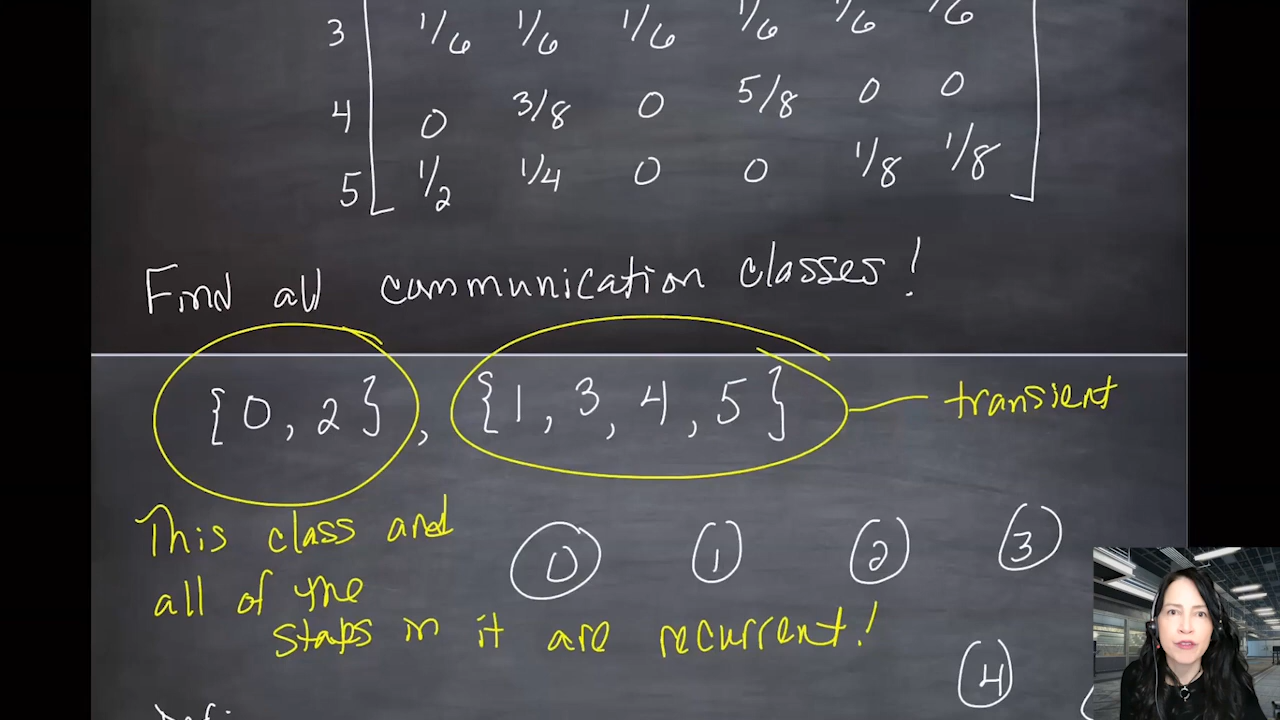 3 1/6 1/6 1/6 1/6 1/6 1/6
4 0 3/8 0 5/8 0 0
5 1/2 1/4 0 0 1/8 1/8
Find all communication classes!
{0, 2}, {1, 3, 4, 5} transient
This class and
all of the
staps in it are recurrent!
0 1 2 3
4